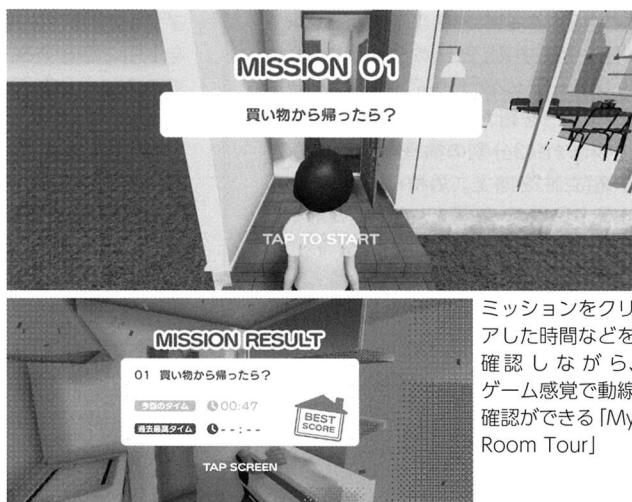 MISSION 01
買い物から帰ったら?
TAP TO START
MISSION RESULT
01 買い物から帰ったら?
今回のタイム 00:47
過去最高タイム --:--
BEST
SCORE
TAP SCREEN
ミッションをクリ
アした時間などを
確認しながら、
ゲーム感覚で動線
確認ができる「My
Room Tour」